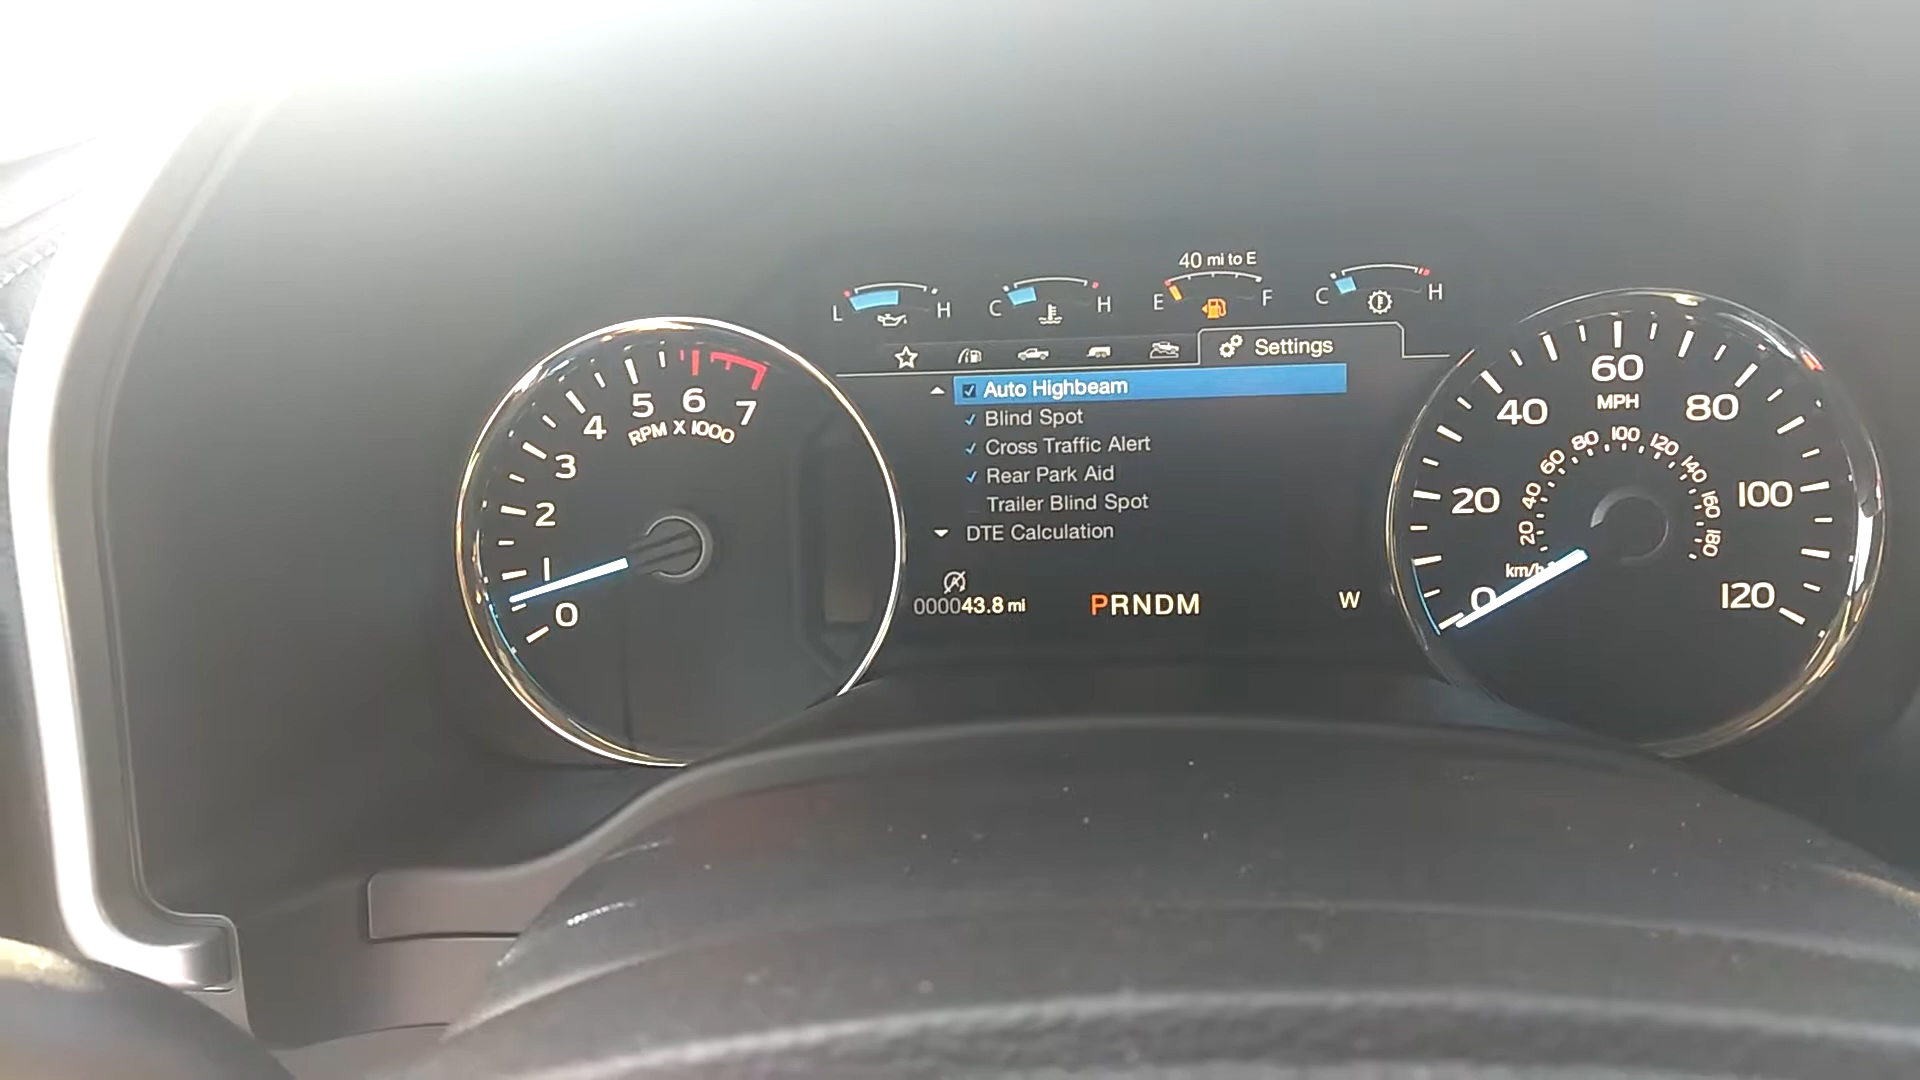 40 mi to E
L H
C H
E F
C H
Settings
Auto Highbeam
Blind Spot
Cross Traffic Alert
Rear Park Aid
Trailer Blind Spot
DTE Calculation
000043.8 mi
PRNDM
W
0 1 2 3 4 5 6 7
RPM X 1000
0 20 40 60 80 100 120
MPH
20 40 60 80 100 120 140 160 180
km/h